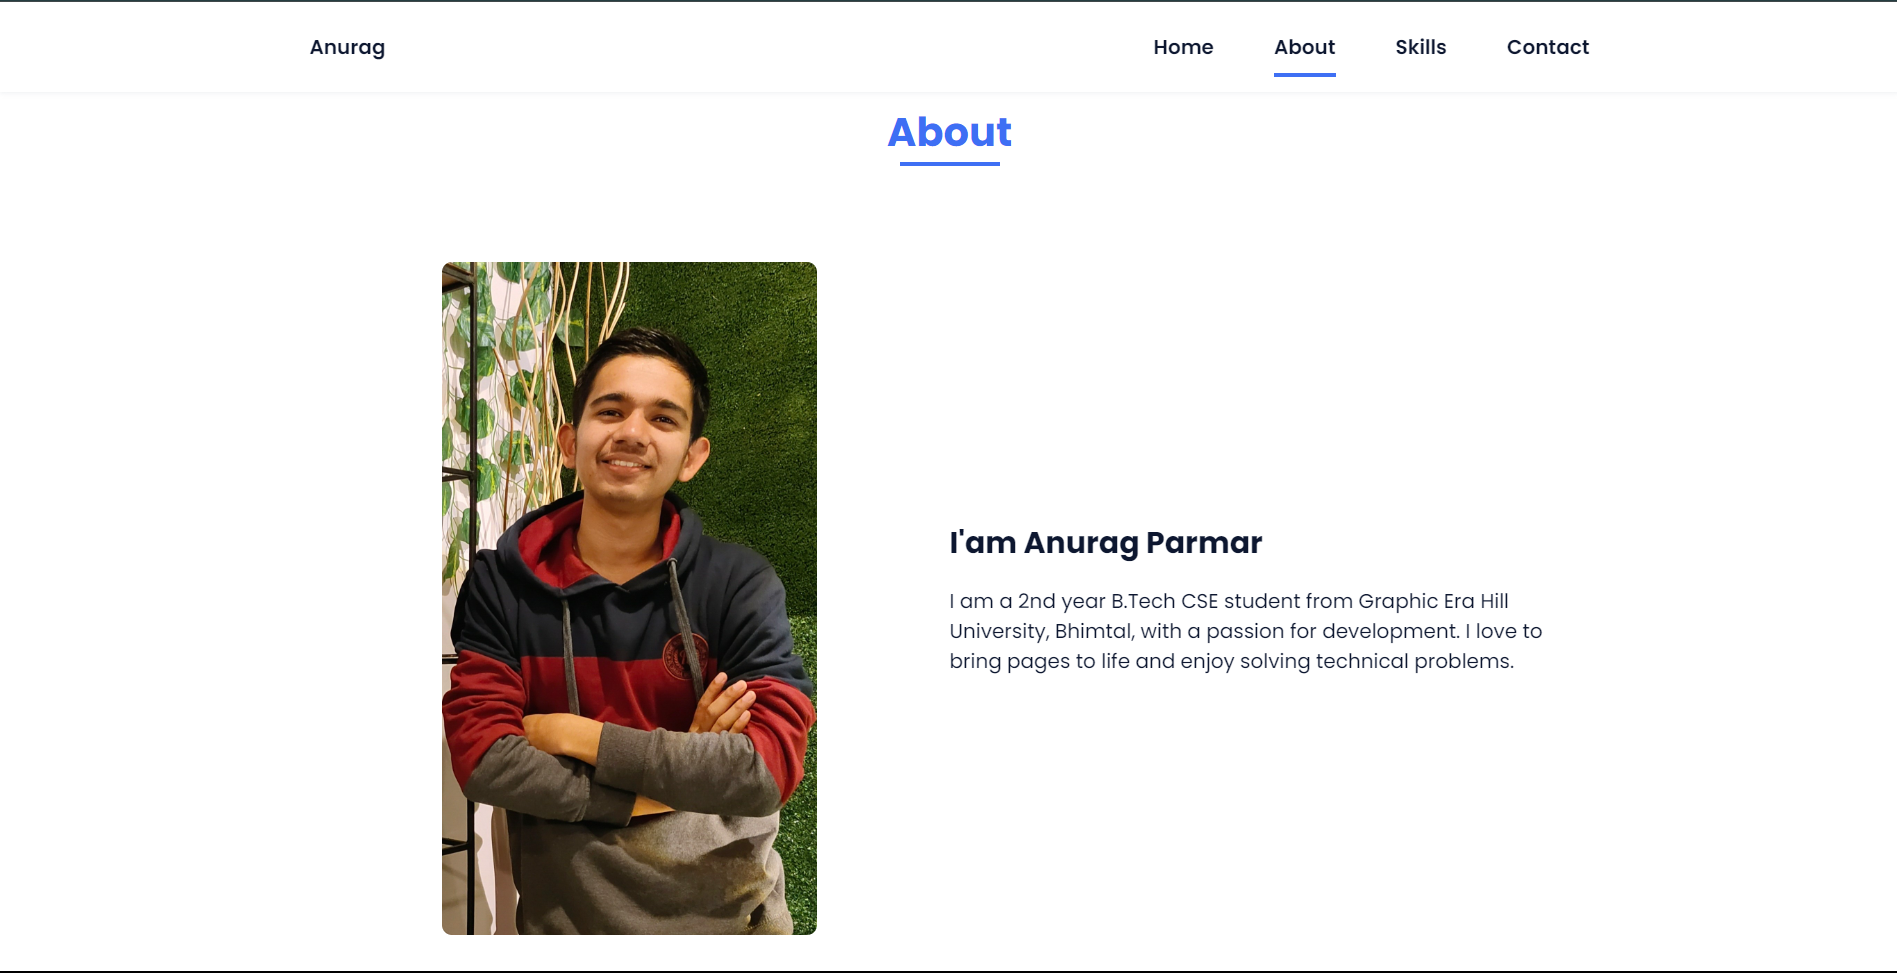 Anurag
Home About Skills Contact
About
I'am Anurag Parmar
I am a 2nd year B.Tech CSE student from Graphic Era Hill
University, Bhimtal, with a passion for development. I love to
bring pages to life and enjoy solving technical problems.